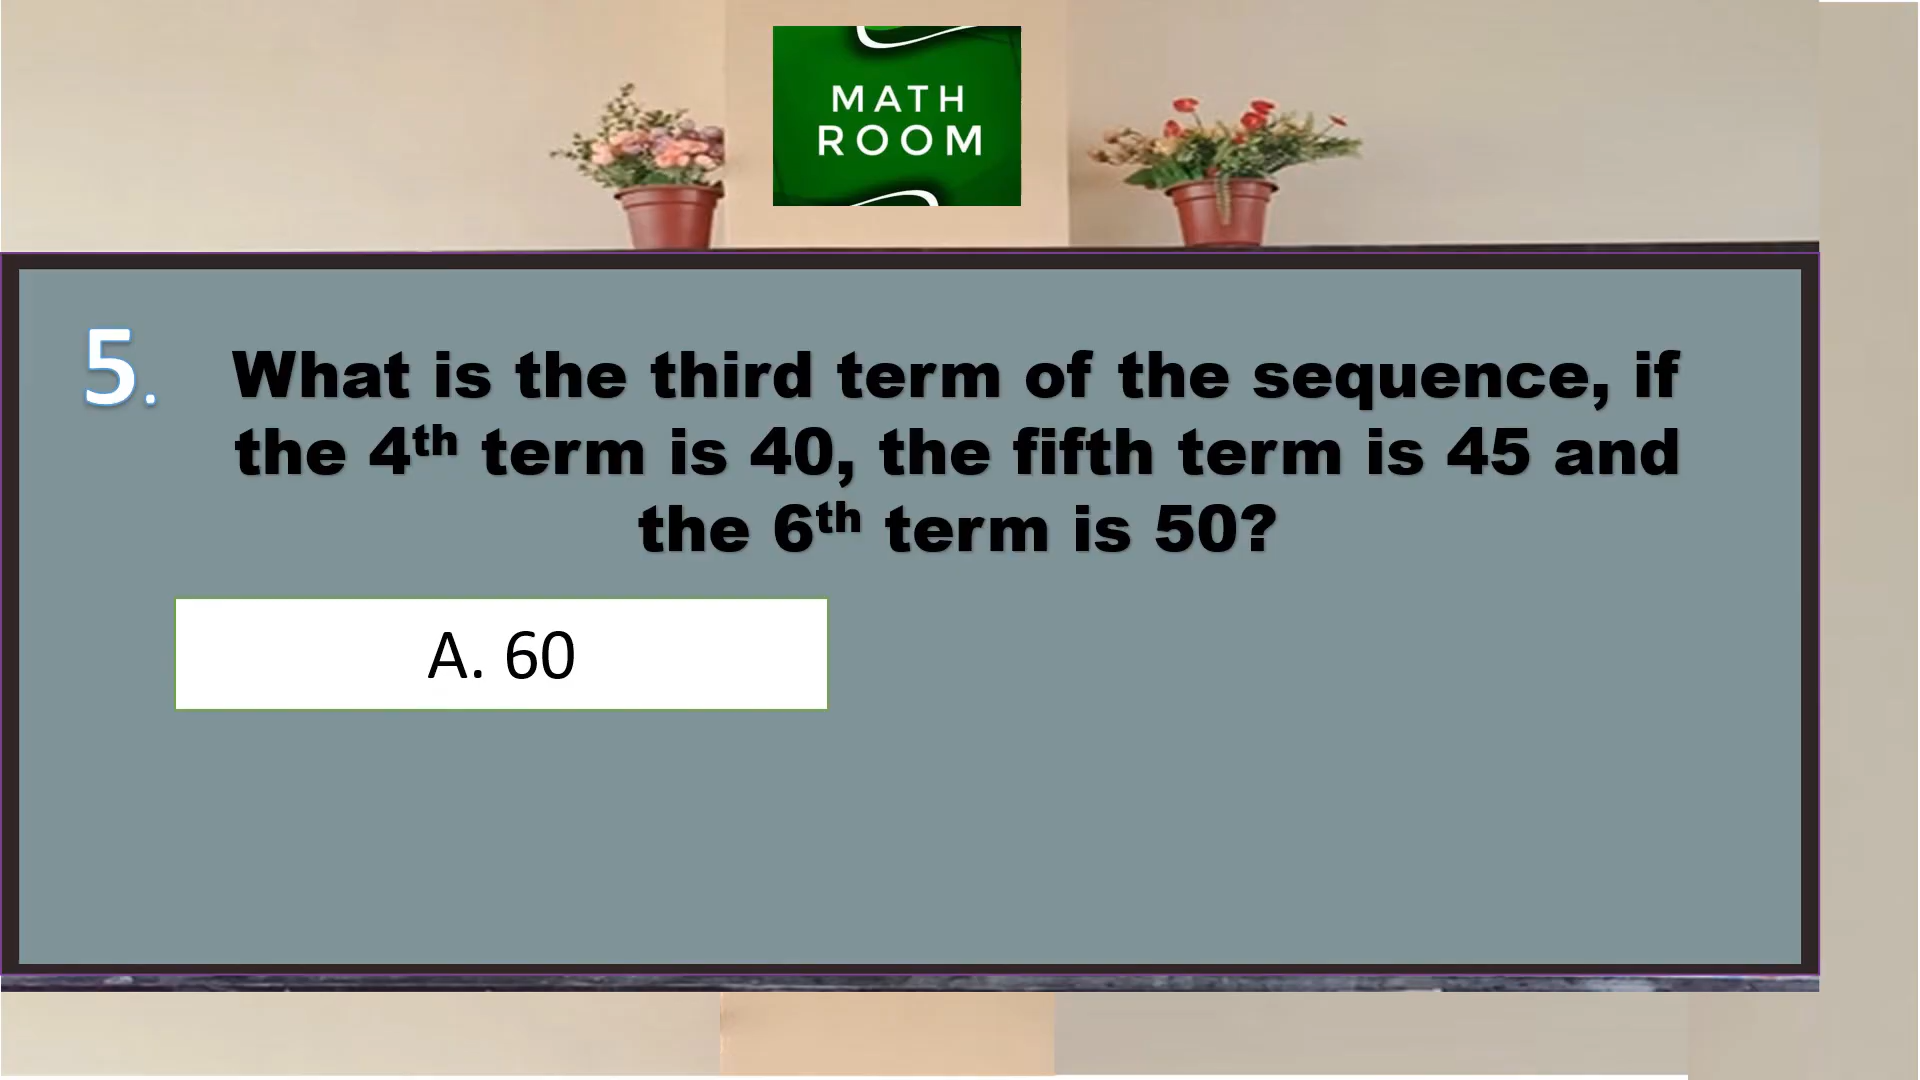 MATH
ROOM
5.
What is the third term of the sequence, if
the 4th term is 40, the fifth term is 45 and
the 6th term is 50?
A. 60